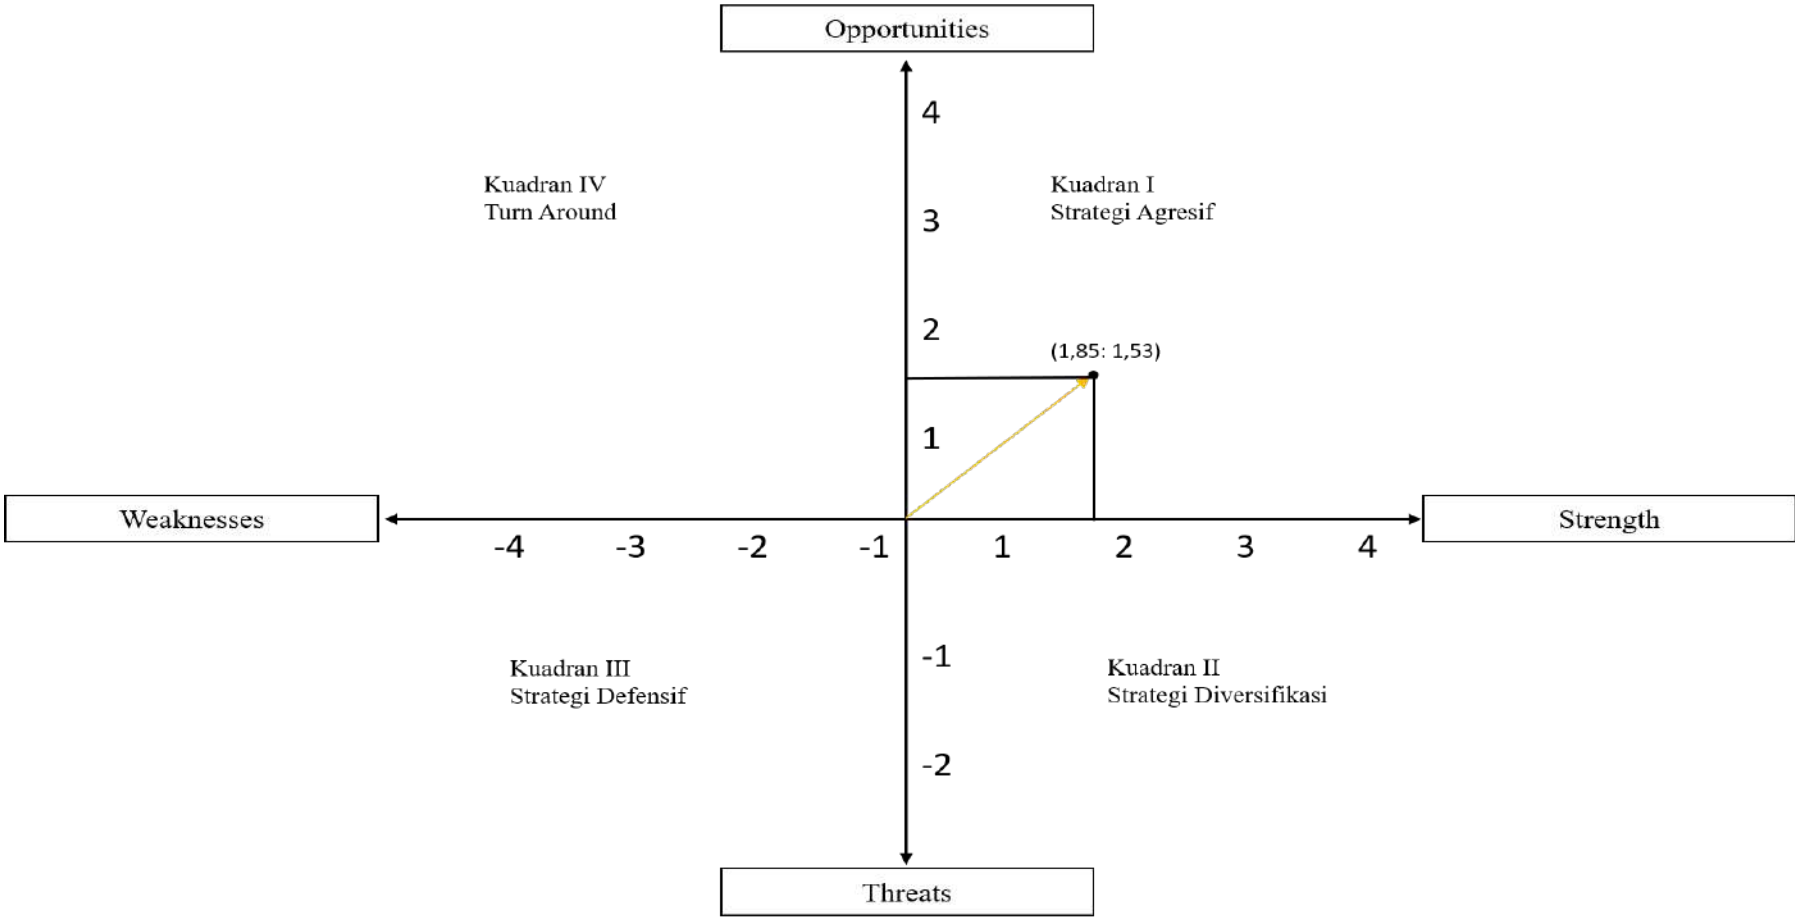 Opportunities
4
Kuadran IV
Turn Around
Kuadran I
Strategi Agresif
3
2
(1,85: 1,53)
1
Weaknesses
Strength
-4 -3 -2 -1 1 2 3 4
-1
Kuadran III
Strategi Defensif
Kuadran II
Strategi Diversifikasi
-2
Threats